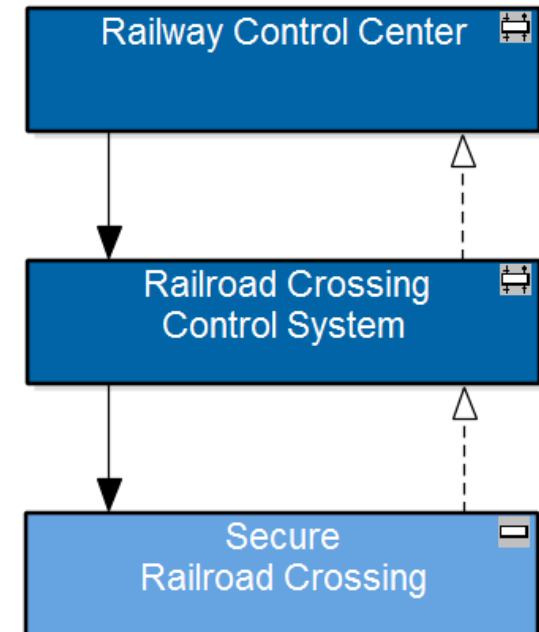 Railway Control Center
Railroad Crossing
Control System
Secure
Railroad Crossing